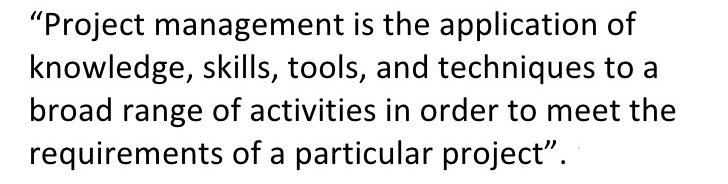 “Project management is the application of
knowledge, skills, tools, and techniques to a
broad range of activities in order to meet the
requirements of a particular project”.